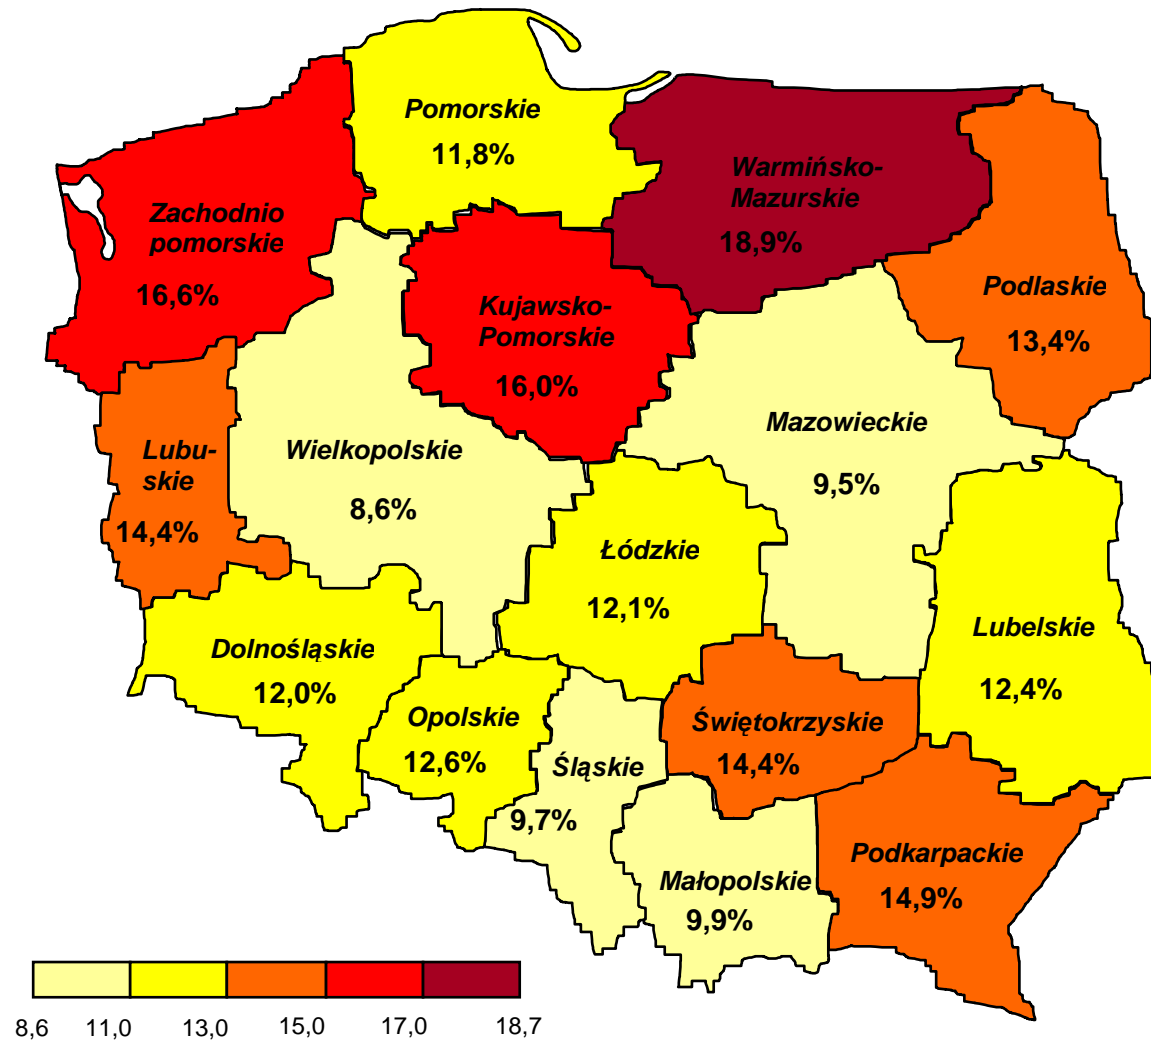 Pomorskie
11,8%
Warmińsko-
Mazurskie
18,9%
Zachodnio
pomorskie
16,6%
Podlaskie
13,4%
Kujawsko-
Pomorskie
16,0%
Mazowieckie
9,5%
Lubu-
skie
14,4%
Wielkopolskie
8,6%
Łódzkie
12,1%
Lubelskie
12,4%
Dolnośląskie
12,0%
Opolskie
12,6%
Świętokrzyskie
14,4%
Śląskie
9,7%
Małopolskie
9,9%
Podkarpackie
14,9%
8,6 11,0 13,0 15,0 17,0 18,7